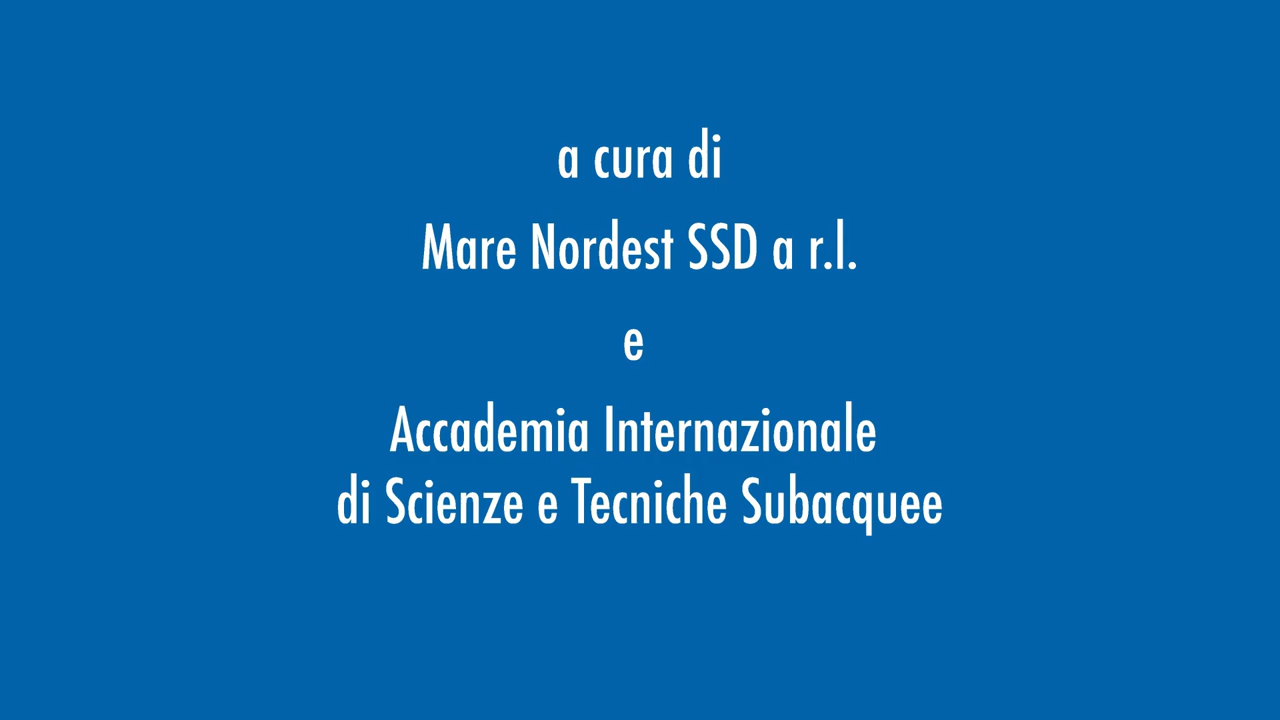 a cura di
Mare Nordest SSD a r.l.
e
Accademia Internazionale
di Scienze e Tecniche Subacquee